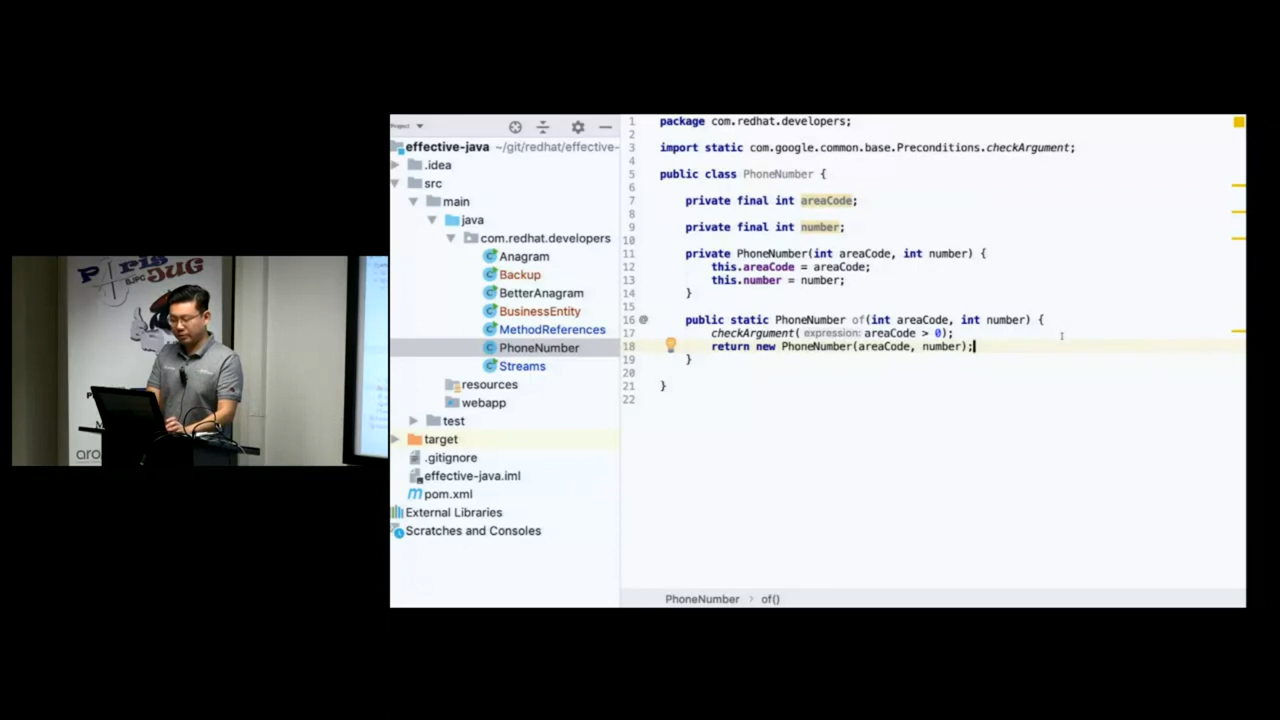 Paris
BJPC JUG
aro
Project
effective-java ~/git/redhat/effective-
.idea
src
main
java
com.redhat.developers
Anagram
Backup
BetterAnagram
BusinessEntity
MethodReferences
PhoneNumber
Streams
resources
webapp
test
target
.gitignore
effective-java.iml
pom.xml
External Libraries
Scratches and Consoles
1 package com.redhat.developers;
2
3 import static com.google.common.base.Preconditions.checkArgument;
4
5 public class PhoneNumber {
6
7 private final int areaCode;
8
9 private final int number;
10
11 private PhoneNumber(int areaCode, int number) {
12 this.areaCode = areaCode;
13 this.number = number;
14 }
15
16 @ public static PhoneNumber of(int areaCode, int number) {
17 checkArgument( expression: areaCode > 0);
18 return new PhoneNumber(areaCode, number);
19 }
20
21 }
22
PhoneNumber > of()